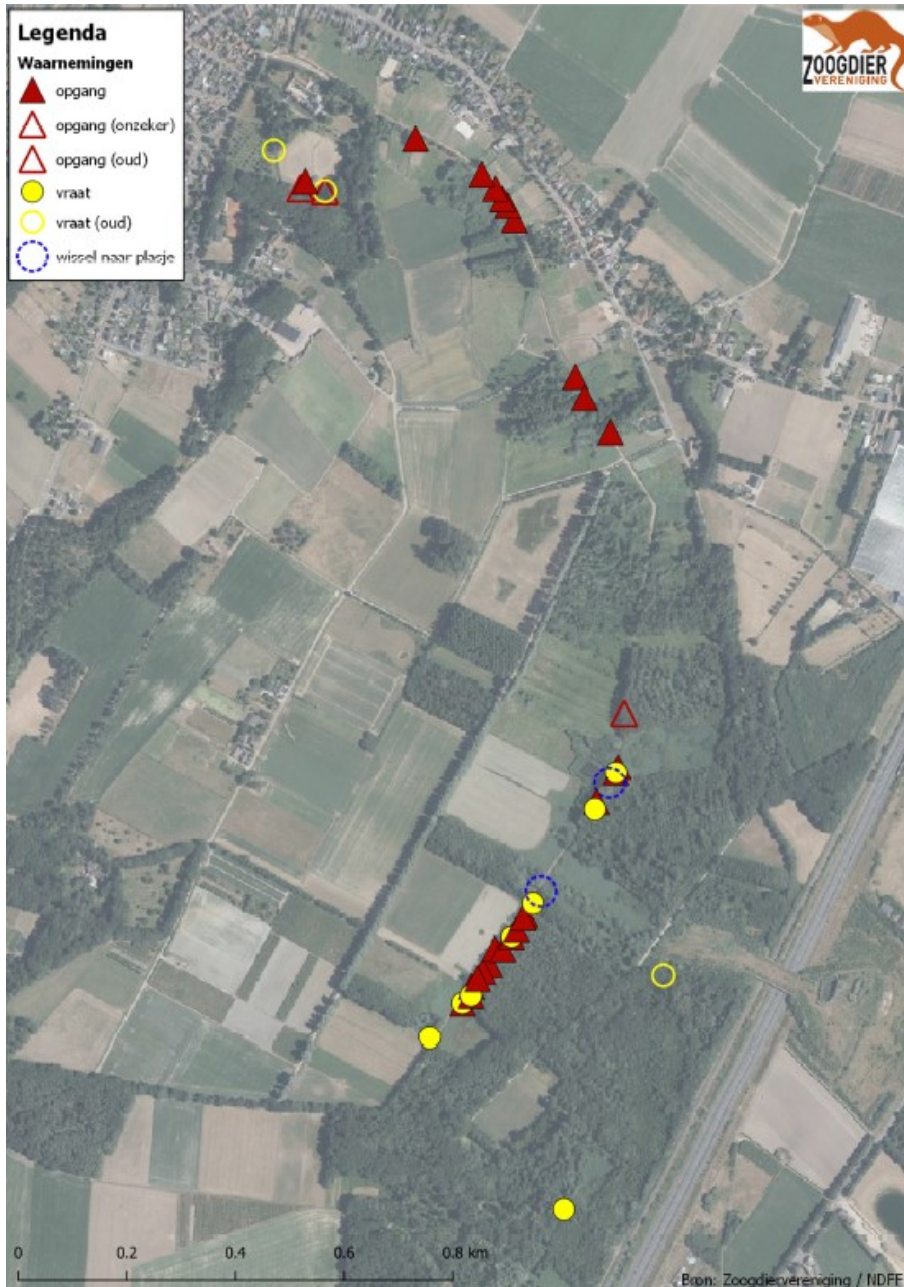 Legenda
Waarnemingen
opgang
opgang (onzeker)
opgang (oud)
vraat
vraat (oud)
wissel naar plasje
ZOOGDIER
VERENIGING
0 0.2 0.4 0.6 0.8 km
Bron: Zoogdiervereniging / NDFF